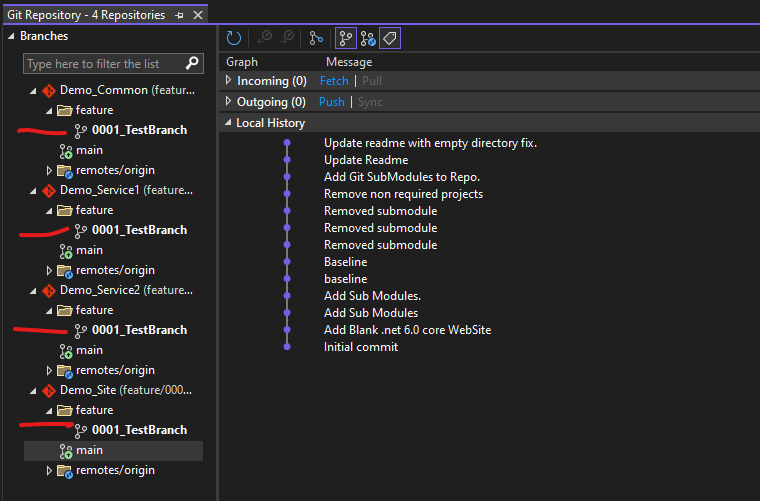 Git Repository - 4 Repositories
Branches
Type here to filter the list
Demo_Common (featur...
feature
0001_TestBranch
main
remotes/origin
Demo_Service1 (feature...
feature
0001_TestBranch
main
remotes/origin
Demo_Service2 (feature...
feature
0001_TestBranch
main
remotes/origin
Demo_Site (feature/000...
feature
0001_TestBranch
main
remotes/origin
Graph Message
Incoming (0) Fetch | Pull
Outgoing (0) Push | Sync
Local History
Update readme with empty directory fix.
Update Readme
Add Git SubModules to Repo.
Remove non required projects
Removed submodule
Removed submodule
Removed submodule
Baseline
baseline
Add Sub Modules.
Add Sub Modules
Add Blank .net 6.0 core WebSite
Initial commit